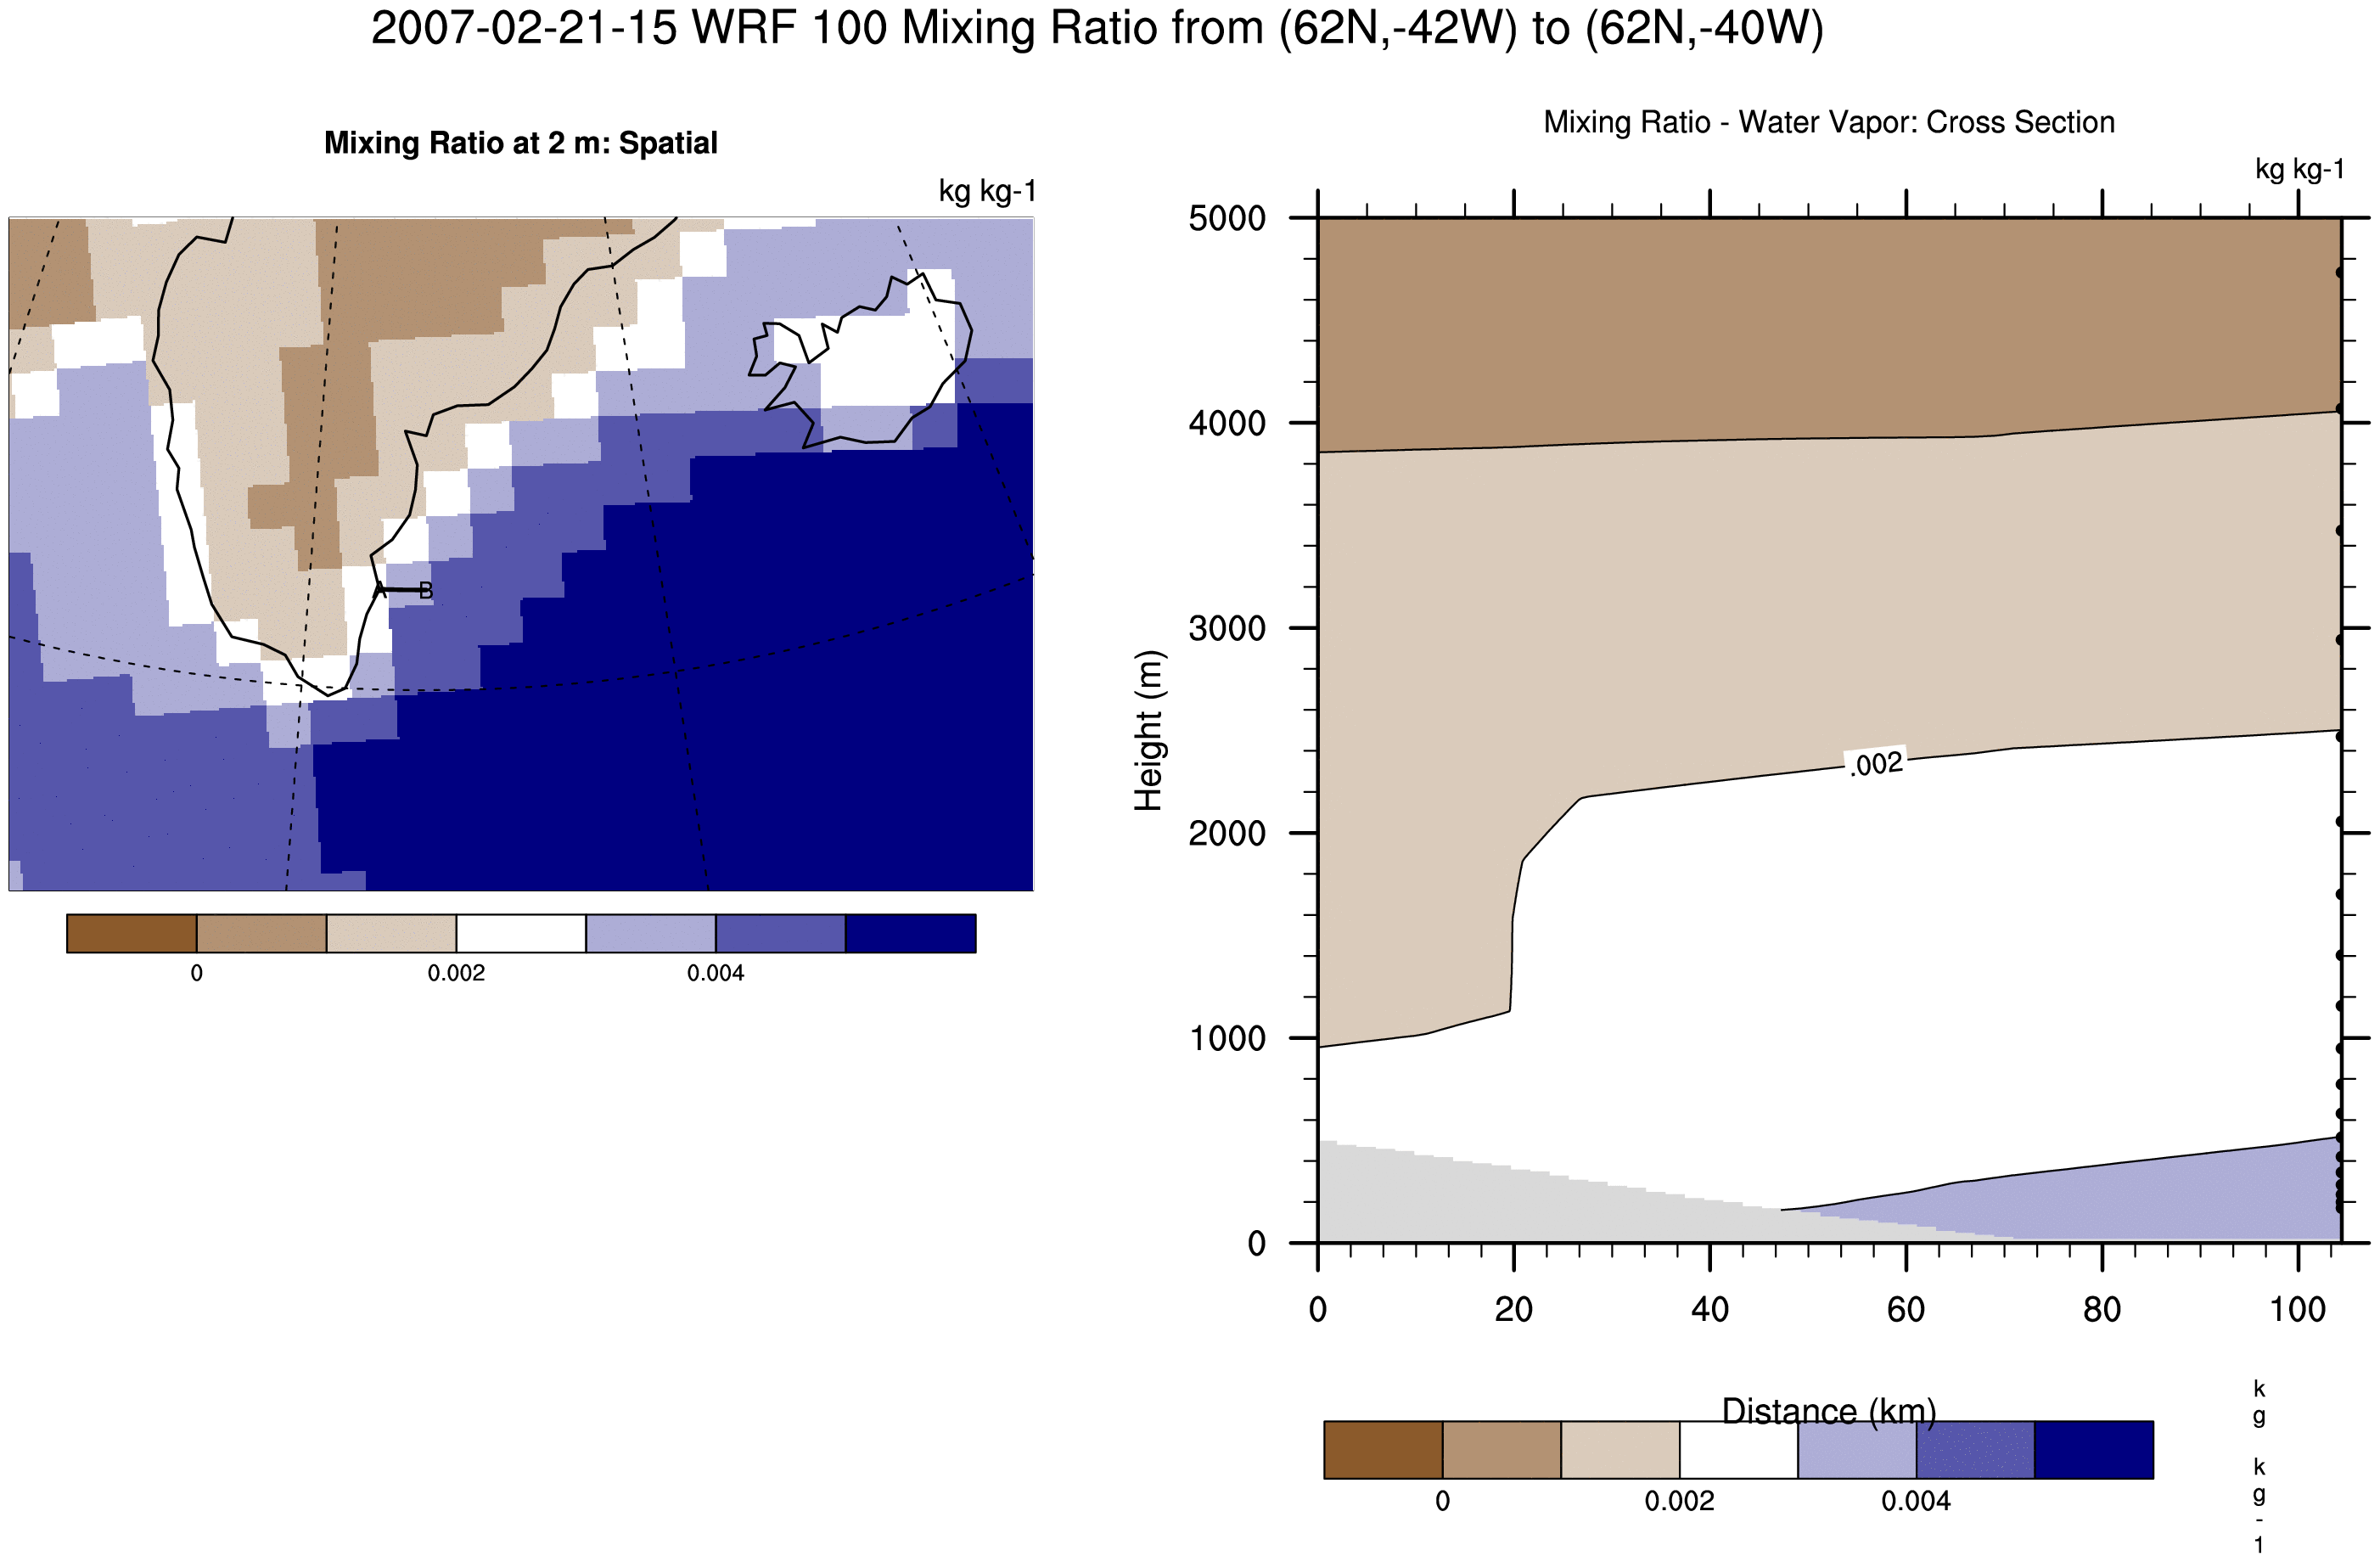 2007-02-21-15 WRF 100 Mixing Ratio from (62N,-42W) to (62N,-40W)
Mixing Ratio at 2 m: Spatial
kg kg-1
A B
0 0.002 0.004
Mixing Ratio - Water Vapor: Cross Section
kg kg-1
5000
4000
3000
2000
1000
0
Height (m)
.002
0 20 40 60 80 100
Distance (km)
0 0.002 0.004
k
g
k
g
-
1